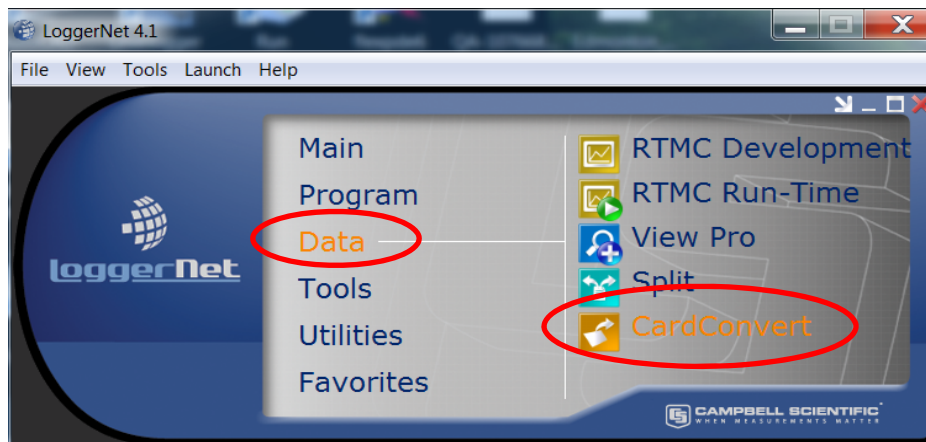 LoggerNet 4.1
File View Tools Launch Help
Main
Program
Data
Tools
Utilities
Favorites
RTMC Development
RTMC Run-Time
View Pro
Split
CardConvert
LoggerNet
CAMPBELL SCIENTIFIC
WHEN MEASUREMENTS MATTER